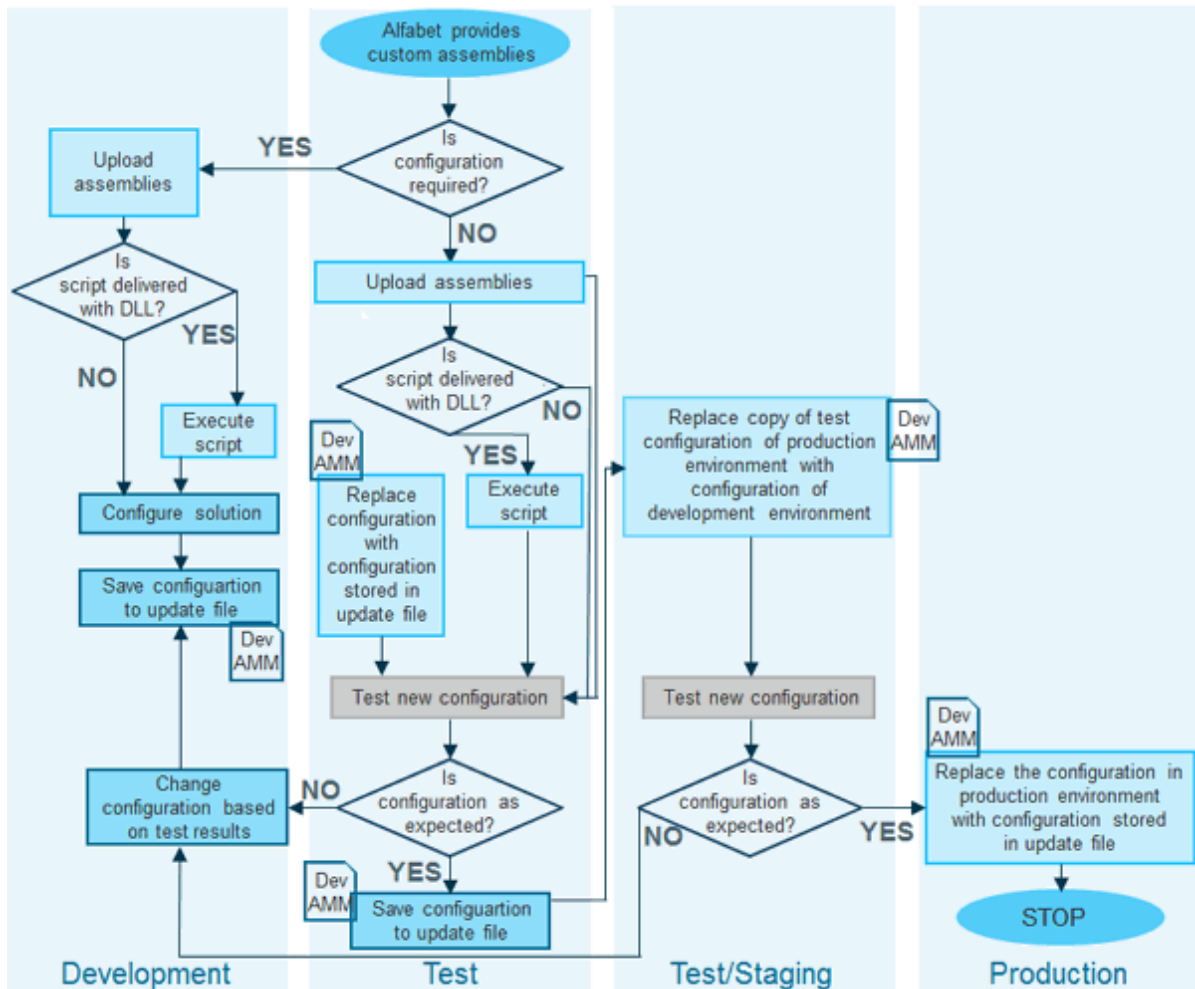 Alfabet provides
custom assemblies
Is
configuration
required?
YES
NO
Upload
assemblies
Is
script delivered
with DLL?
YES
NO
Execute
script
Configure solution
Save configuartion
to update file
Dev
AMM
Change
configuration based
on test results
Upload assemblies
Is
script delivered
with DLL?
NO
YES
Execute
script
Dev
AMM
Replace
configuration
with
configuration
stored in
update file
Test new configuration
Is
configuration as
expected?
NO
YES
Dev
AMM
Save configuartion
to update file
Replace copy of test
configuration of production
environment with
configuration of
development environment
Dev
AMM
Test new configuration
Is
configuration as
expected?
NO
YES
Dev
AMM
Replace the configuration in
production environment
with configuration stored
in update file
STOP
Development
Test
Test/Staging
Production